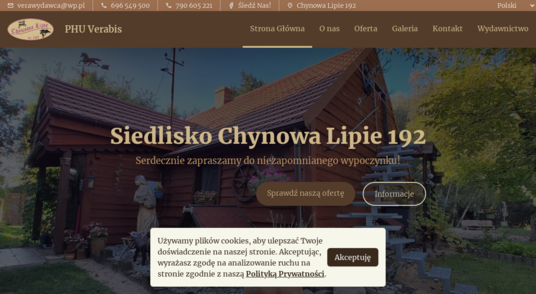 verawydawca@wp.pl 696 549 500 790 605 221 Śledź Nas! Chynowa Lipie 192 Polski
PHU Verabis Strona Główna O nas Oferta Galeria Kontakt Wydawnictwo
Siedlisko Chynowa Lipie 192
Serdecznie zapraszamy do niezapomnianego wypoczynku!
Sprawdź naszą ofertę Informacje
Używamy plików cookies, aby ulepszać Twoje
doświadczenie na naszej stronie. Akceptując,
wyrażasz zgodę na analizowanie ruchu na
stronie zgodnie z naszą Polityką Prywatności.
Akceptuję